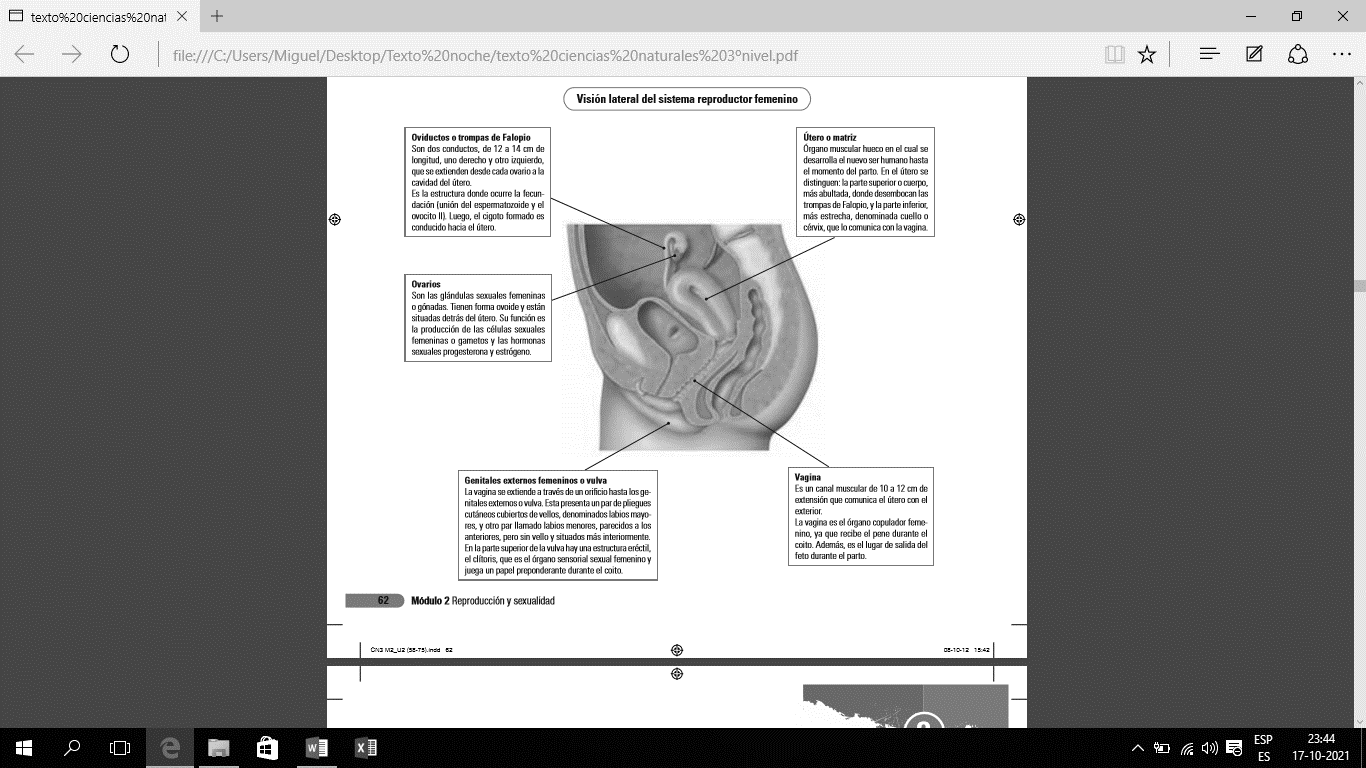 texto%20ciencias%20nat
file:///C:/Users/Miguel/Desktop/Texto%20noche/texto%20ciencias%20naturales%203ºnivel.pdf
Visión lateral del sistema reproductor femenino
Oviductos o trompas de Falopio
Son dos conductos, de 12 a 14 cm de
longitud, uno derecho y otro izquierdo,
que se extienden desde cada ovario a la
cavidad del útero.
Es la estructura donde ocurre la fecun-
dación (unión del espermatozoide y el
ovocito II). Luego, el cigoto formado es
conducido hacia el útero.
Útero o matriz
Órgano muscular hueco en el cual se
desarrolla el nuevo ser humano hasta
el momento del parto. En el útero se
distinguen: la parte superior o cuerpo,
más abultada, donde desembocan las
trompas de Falopio, y la parte inferior,
más estrecha, denominada cuello o
cérvix, que lo comunica con la vagina.
Ovarios
Son las glándulas sexuales femeninas
o gónadas. Tienen forma ovoide y están
situadas detrás del útero. Su función es
la producción de las células sexuales
femeninas o gametos y las hormonas
sexuales progesterona y estrógeno.
Genitales externos femeninos o vulva
La vagina se extiende a través de un orificio hasta los ge-
nitales externos o vulva. Esta presenta un par de pliegues
cutáneos cubiertos de vellos, denominados labios mayo-
res, y otro par llamado labios menores, parecidos a los
anteriores, pero sin vello y situados más interiormente.
En la parte superior de la vulva hay una estructura eréctil,
el clítoris, que es el órgano sensorial sexual femenino y
juega un papel preponderante durante el coito.
Vagina
Es un canal muscular de 10 a 12 cm de
extensión que comunica el útero con el
exterior.
La vagina es el órgano copulador feme-
nino, ya que recibe el pene durante el
coito. Además, es el lugar de salida del
feto durante el parto.
62 Módulo 2 Reproducción y sexualidad
CN3 M2_U2 (58-75).indd 62
08-10-12 15:42
ESP
ES
23:44
17-10-2021